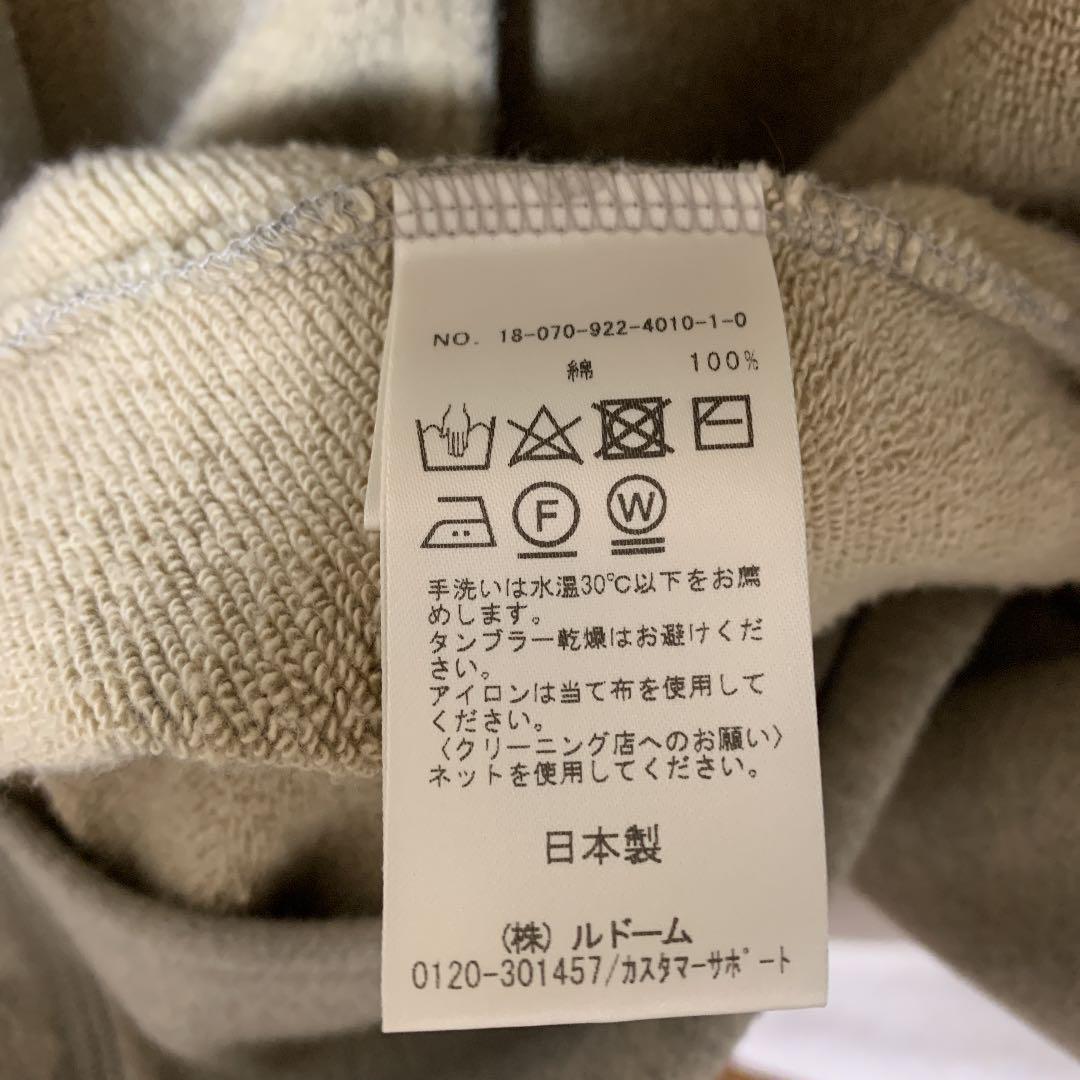 NO. 18-070-922-4010-1-0
綿 100%
F W
手洗いは水温30℃以下をお薦
めします。
タンブラー乾燥はお避けくだ
さい。
アイロンは当て布を使用して
ください。
〈クリーニング店へのお願い〉
ネットを使用してください。
日本製
(株) ルドーム
0120-301457/カスタマーサポート